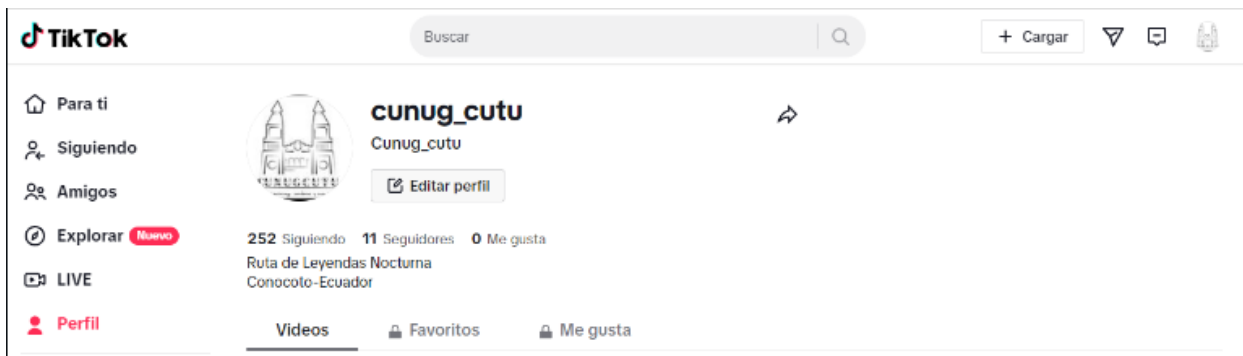 TikTok
Buscar
+ Cargar
Para ti
Siguiendo
Amigos
Explorar Nuevo
LIVE
Perfil
cunug_cutu
Cunug_cutu
Editar perfil
252 Siguiendo 11 Seguidores 0 Me gusta
Ruta de Leyendas Nocturna
Conocoto-Ecuador
Videos Favoritos Me gusta